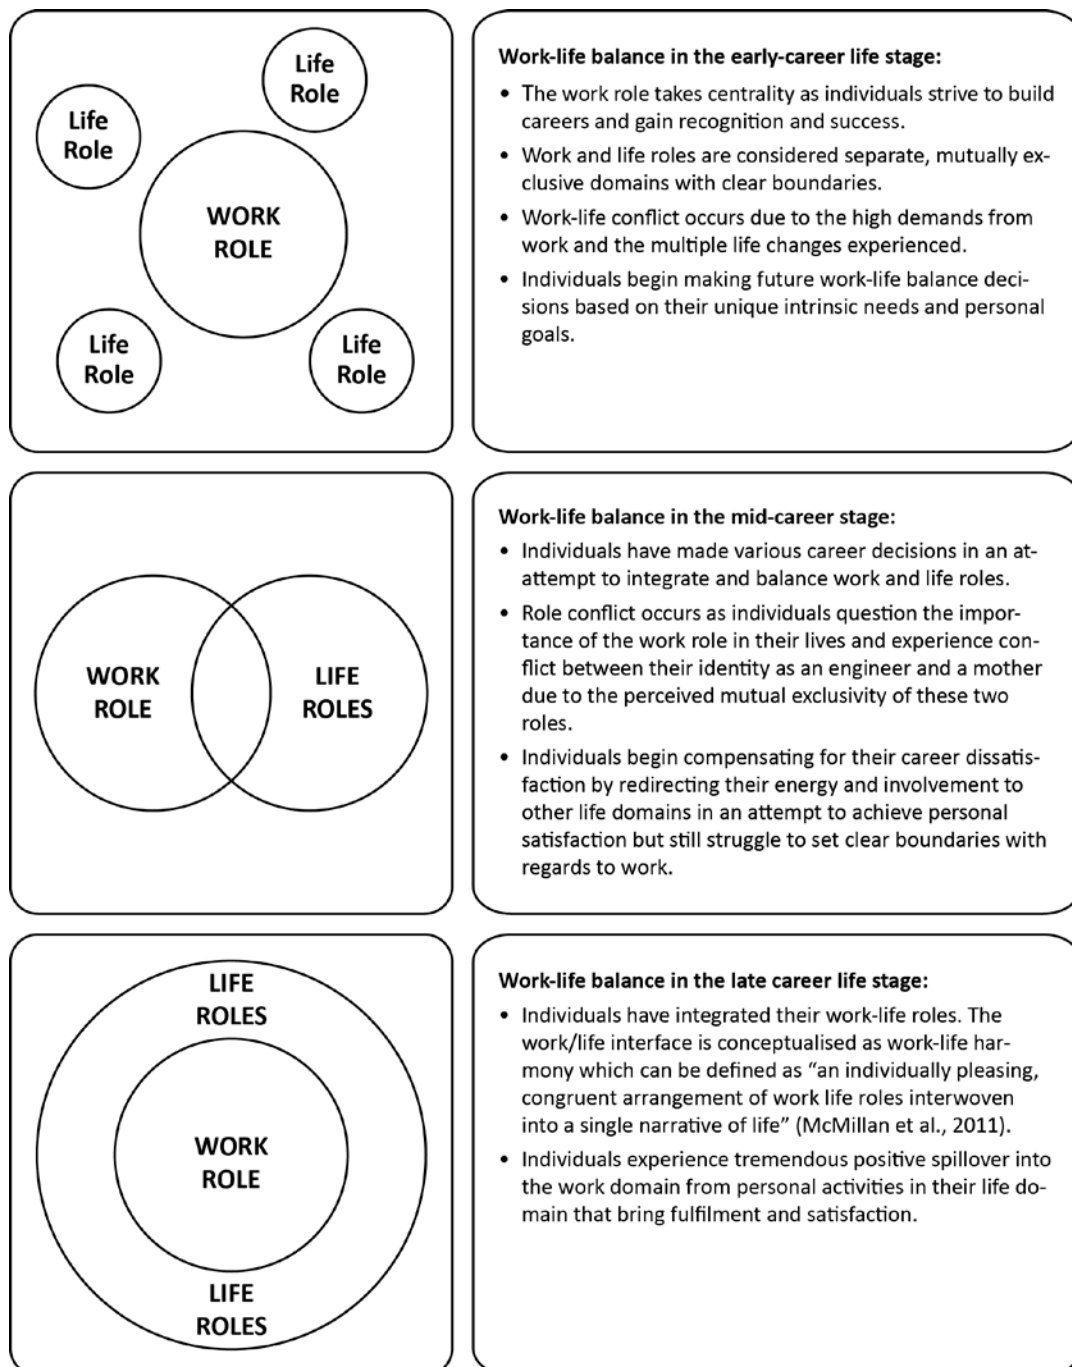 Life
Role
Life
Role
WORK
ROLE
Life
Role
Life
Role
Work-life balance in the early-career life stage:
• The work role takes centrality as individuals strive to build
careers and gain recognition and success.
• Work and life roles are considered separate, mutually ex-
clusive domains with clear boundaries.
• Work-life conflict occurs due to the high demands from
work and the multiple life changes experienced.
• Individuals begin making future work-life balance deci-
sions based on their unique intrinsic needs and personal
goals.
WORK
ROLE
LIFE
ROLES
Work-life balance in the mid-career stage:
• Individuals have made various career decisions in an at-
attempt to integrate and balance work and life roles.
• Role conflict occurs as individuals question the impor-
tance of the work role in their lives and experience con-
flict between their identity as an engineer and a mother
due to the perceived mutual exclusivity of these two
roles.
• Individuals begin compensating for their career dissatis-
faction by redirecting their energy and involvement to
other life domains in an attempt to achieve personal
satisfaction but still struggle to set clear boundaries with
regards to work.
LIFE
ROLES
WORK
ROLE
LIFE
ROLES
Work-life balance in the late career life stage:
• Individuals have integrated their work-life roles. The
work/life interface is conceptualised as work-life har-
mony which can be defined as “an individually pleasing,
congruent arrangement of work life roles interwoven
into a single narrative of life” (McMillan et al., 2011).
• Individuals experience tremendous positive spillover into
the work domain from personal activities in their life do-
main that bring fulfilment and satisfaction.